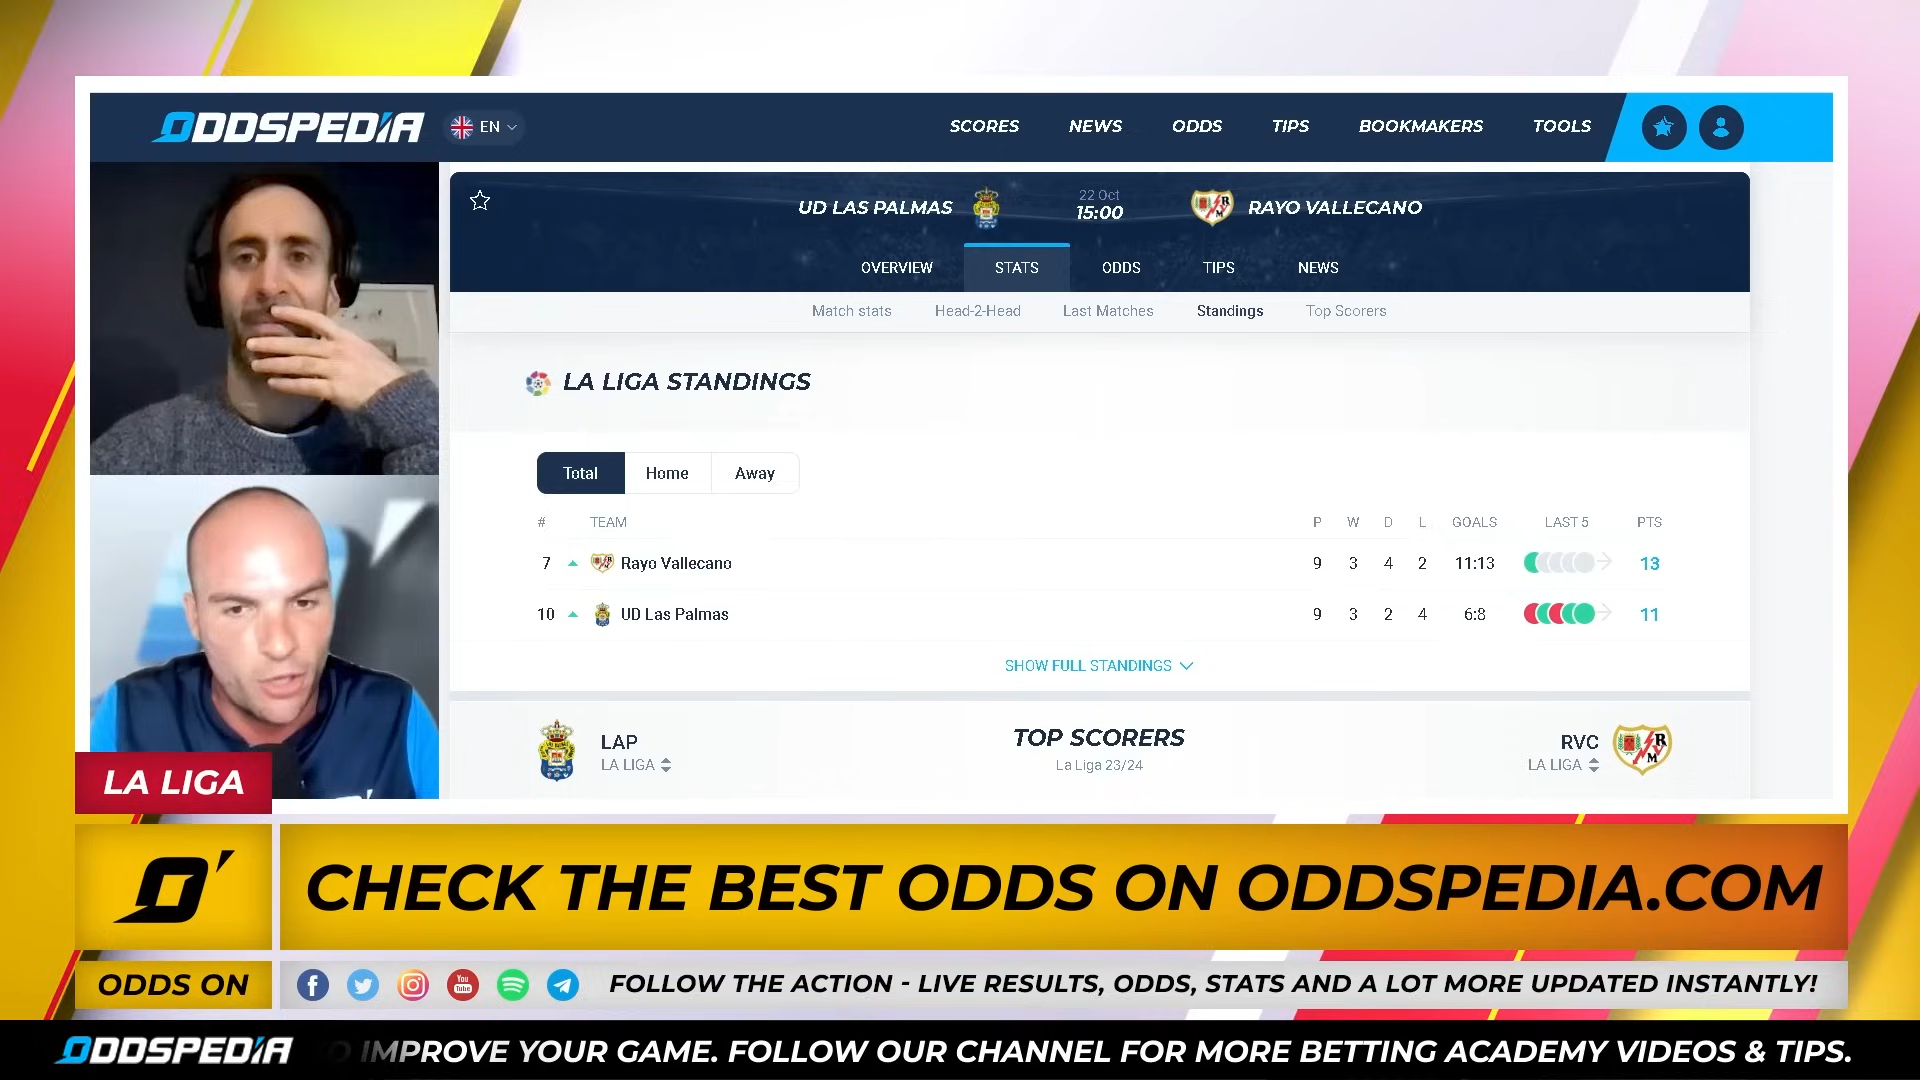 ODDSPEDIA EN SCORES NEWS ODDS TIPS BOOKMAKERS TOOLS
22 Oct
UD LAS PALMAS 15:00 RAYO VALLECANO
OVERVIEW STATS ODDS TIPS NEWS
Match stats Head-2-Head Last Matches Standings Top Scorers
LA LIGA STANDINGS
Total Home Away
# TEAM P W D L GOALS LAST 5 PTS
7 Rayo Vallecano 9 3 4 2 11:13 13
10 UD Las Palmas 9 3 2 4 6:8 11
SHOW FULL STANDINGS
LAP TOP SCORERS RVC
LA LIGA La Liga 23/24 LA LIGA
LA LIGA
CHECK THE BEST ODDS ON ODDSPEDIA.COM
ODDS ON You Tube FOLLOW THE ACTION - LIVE RESULTS, ODDS, STATS AND A LOT MORE UPDATED INSTANTLY!
ODDSPEDIA IMPROVE YOUR GAME. FOLLOW OUR CHANNEL FOR MORE BETTING ACADEMY VIDEOS & TIPS.